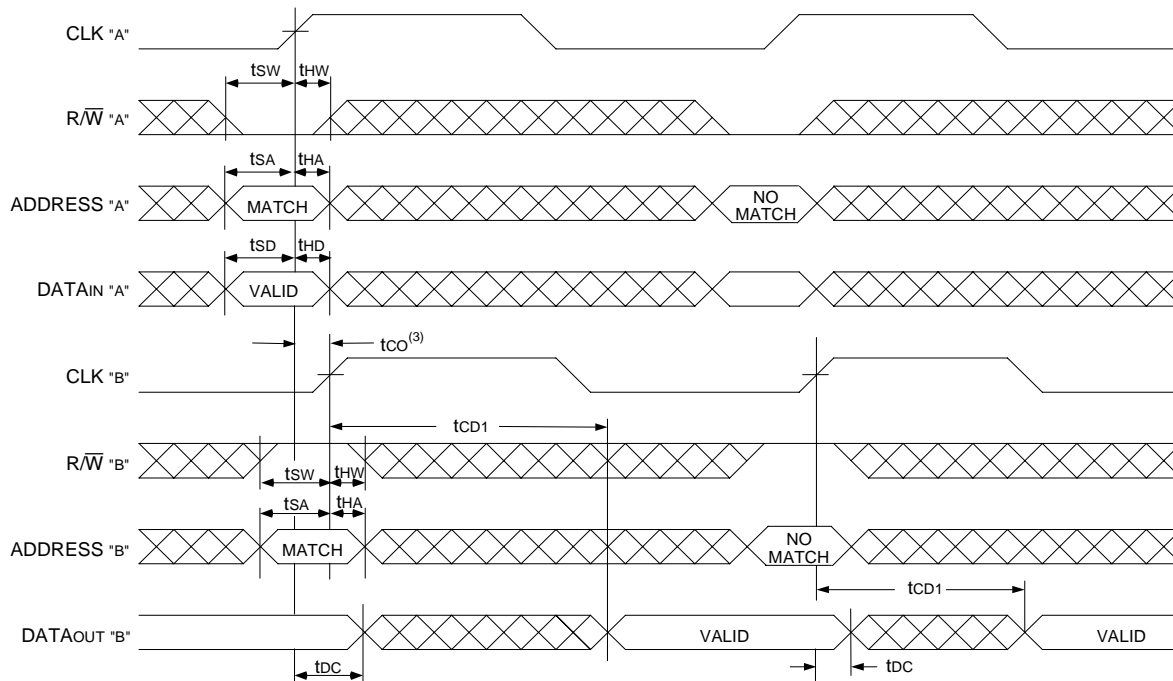 CLK "A"
tSW tHW
R/W̅ "A"
tSA tHA
ADDRESS "A" MATCH NO MATCH
tSD tHD
DATAIN "A" VALID
tCO(3)
CLK "B"
tCD1
R/W̅ "B"
tSW tHW
tSA tHA
ADDRESS "B" MATCH NO MATCH
tCD1
DATAOUT "B" VALID VALID
tDC tDC